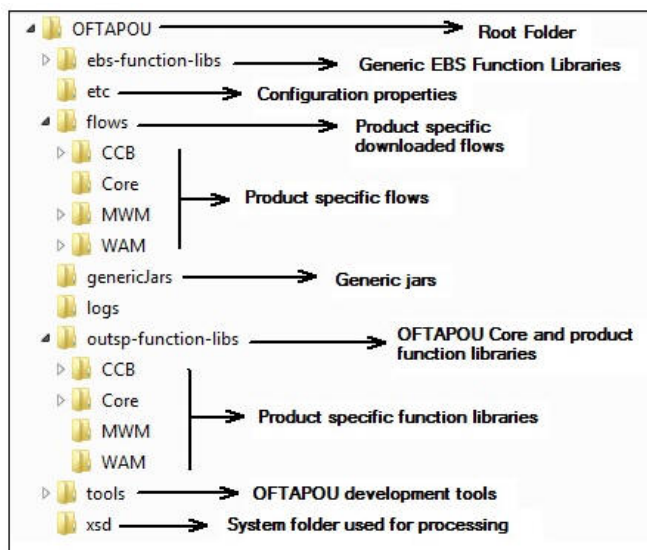 OFTAPOU Root Folder
ebs-function-libs Generic EBS Function Libraries
etc Configuration properties
flows Product specific
downloaded flows
CCB
Core
Product specific flows
MWM
WAM
genericJars Generic jars
logs
outsp-function-libs OFTAPOU Core and product
function libraries
CCB
Core
Product specific function libraries
MWM
WAM
tools OFTAPOU development tools
xsd System folder used for processing